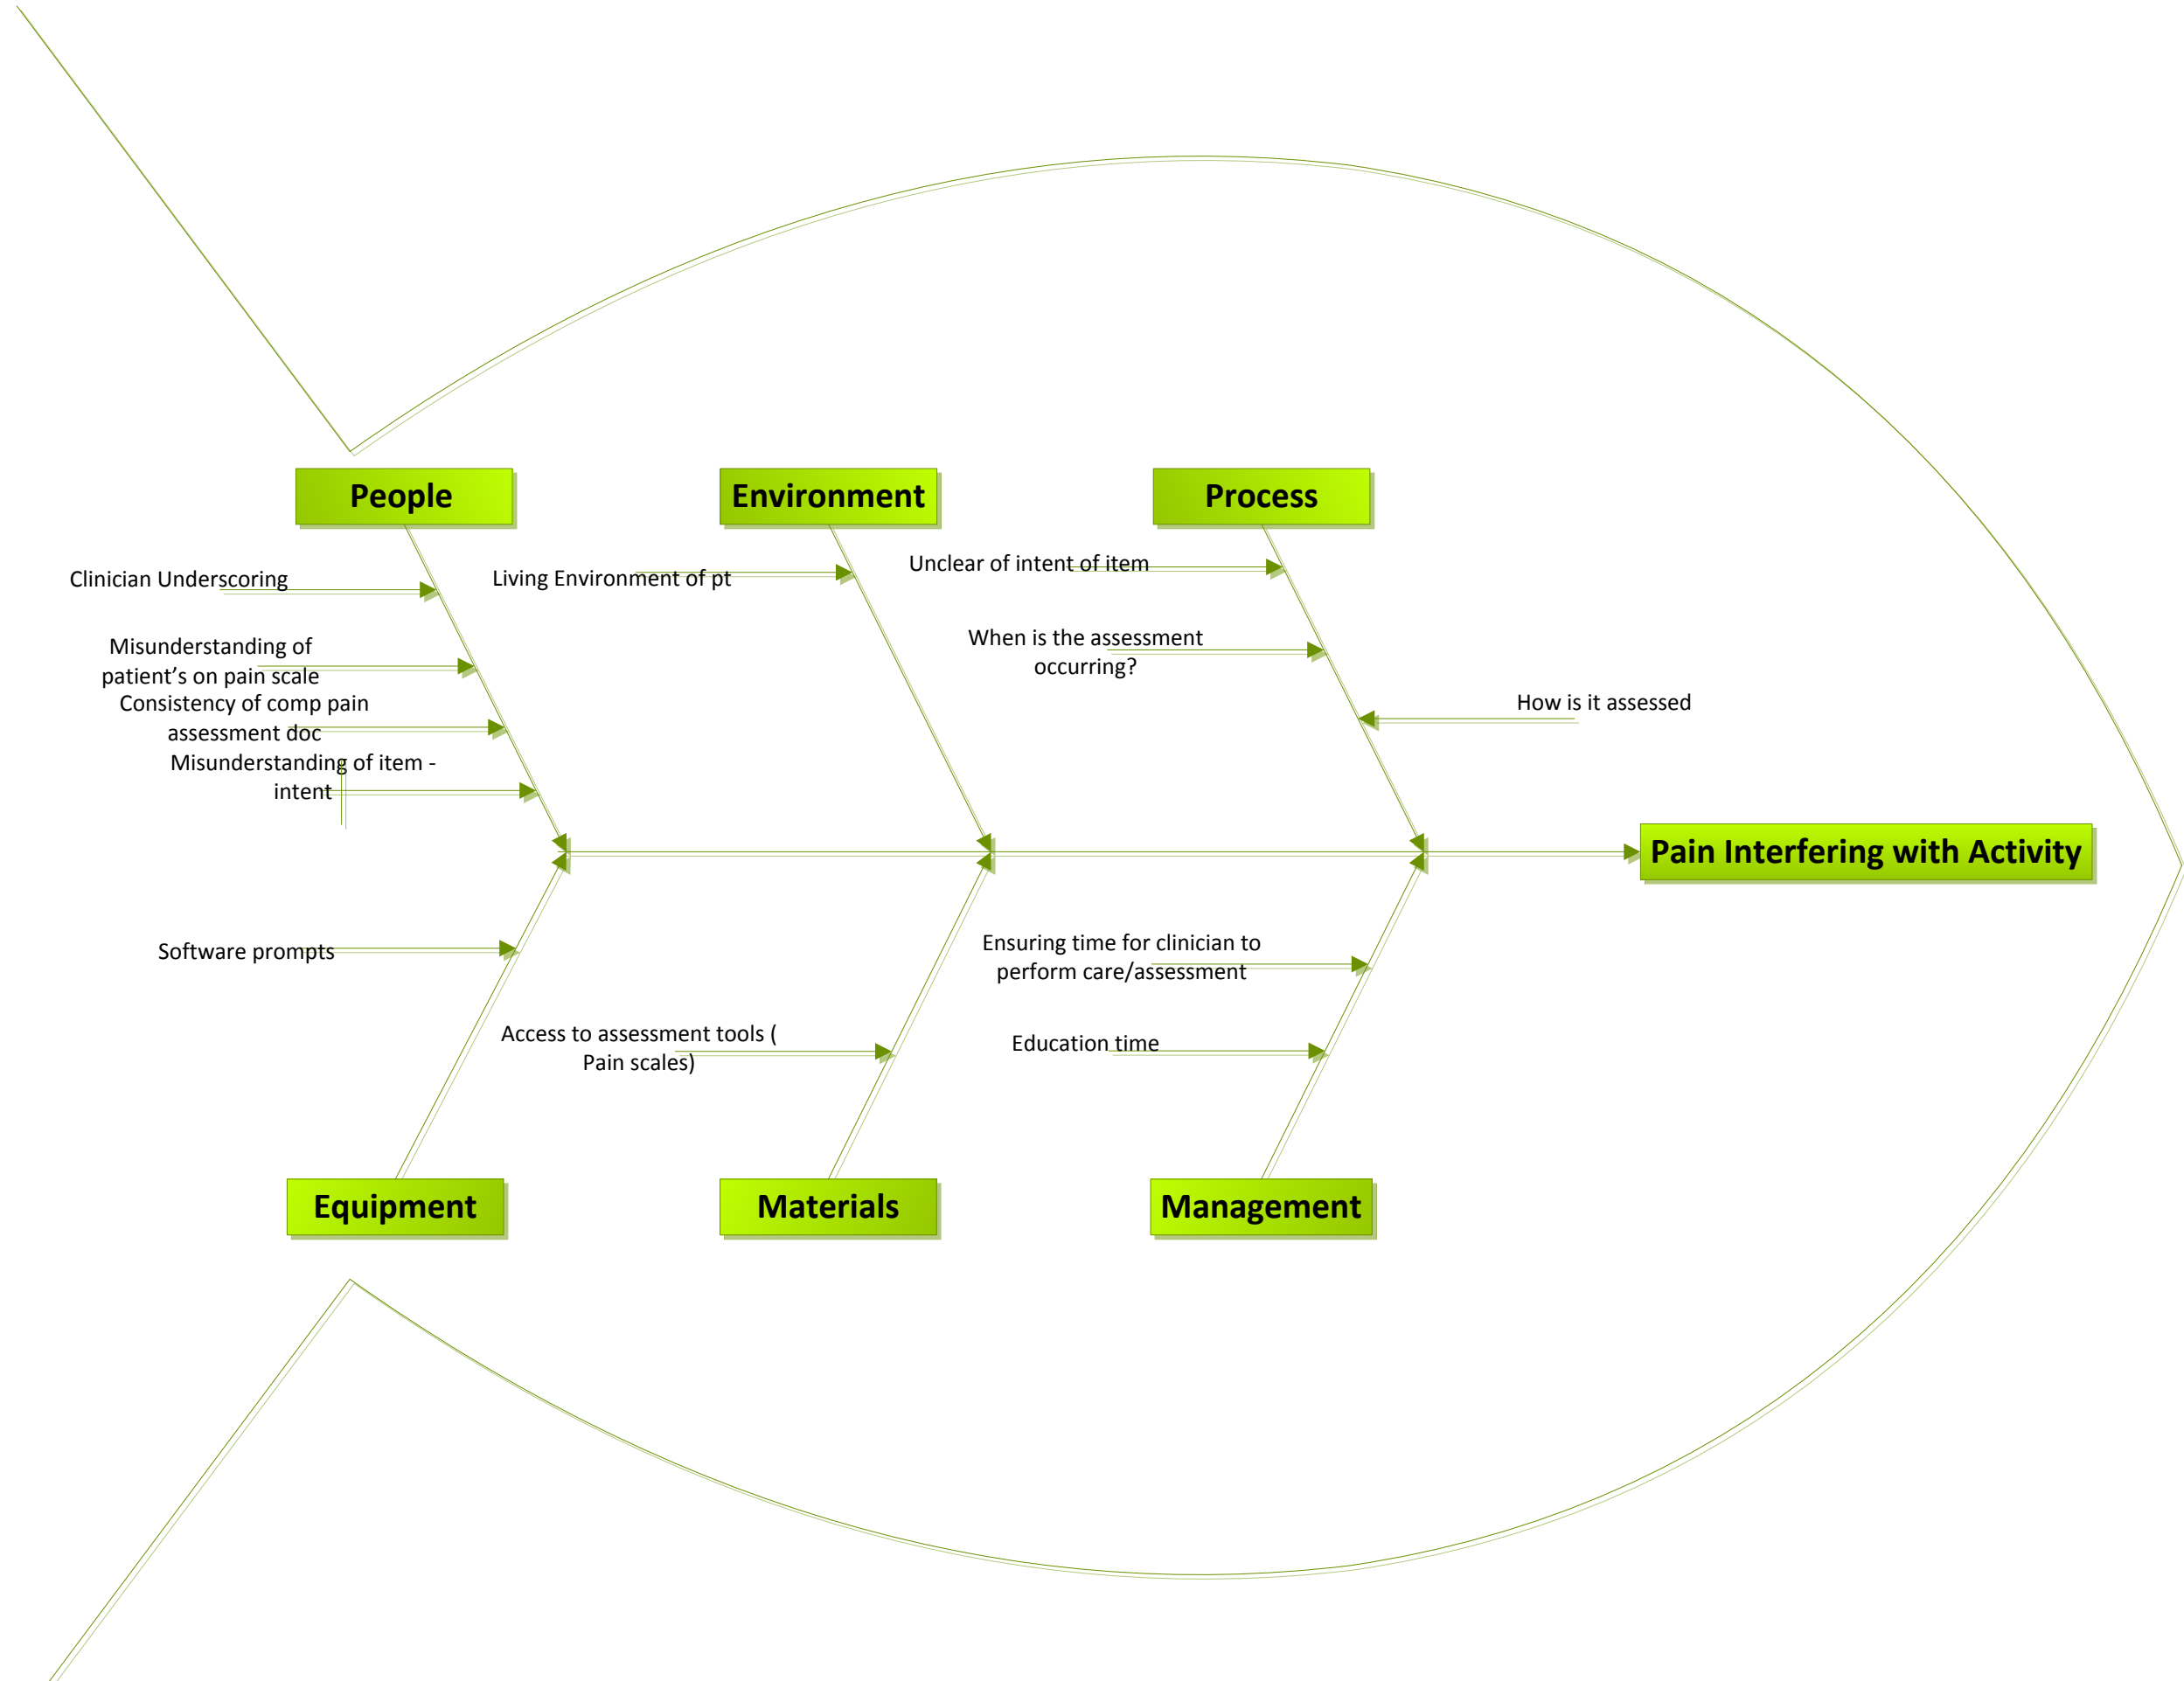 People
Environment
Process
Clinician Underscoring
Misunderstanding of
patient's on pain scale
Consistency of comp pain
assessment doc
Misunderstanding of item -
intent
Living Environment of pt
Unclear of intent of item
When is the assessment
occurring?
How is it assessed
Pain Interfering with Activity
Software prompts
Access to assessment tools (
Pain scales)
Ensuring time for clinician to
perform care/assessment
Education time
Equipment
Materials
Management